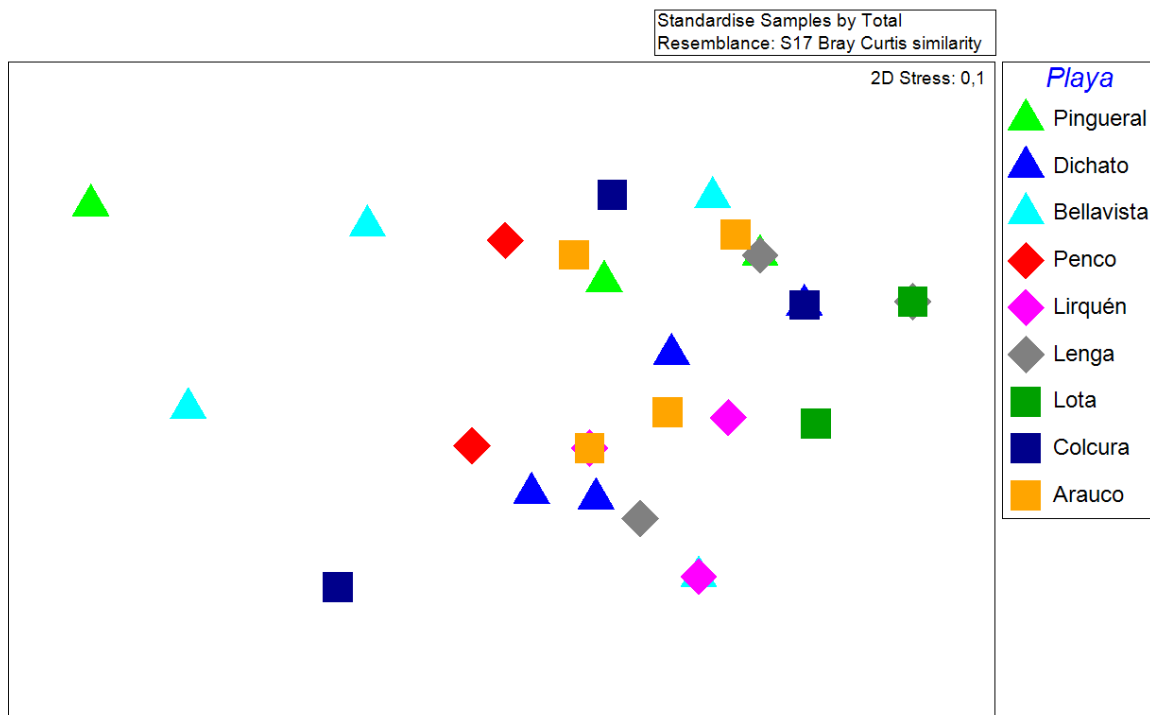 Standardise Samples by Total
Resemblance: S17 Bray Curtis similarity
2D Stress: 0,1
Playa
Pingueral
Dichato
Bellavista
Penco
Lirquén
Lenga
Lota
Colcura
Arauco